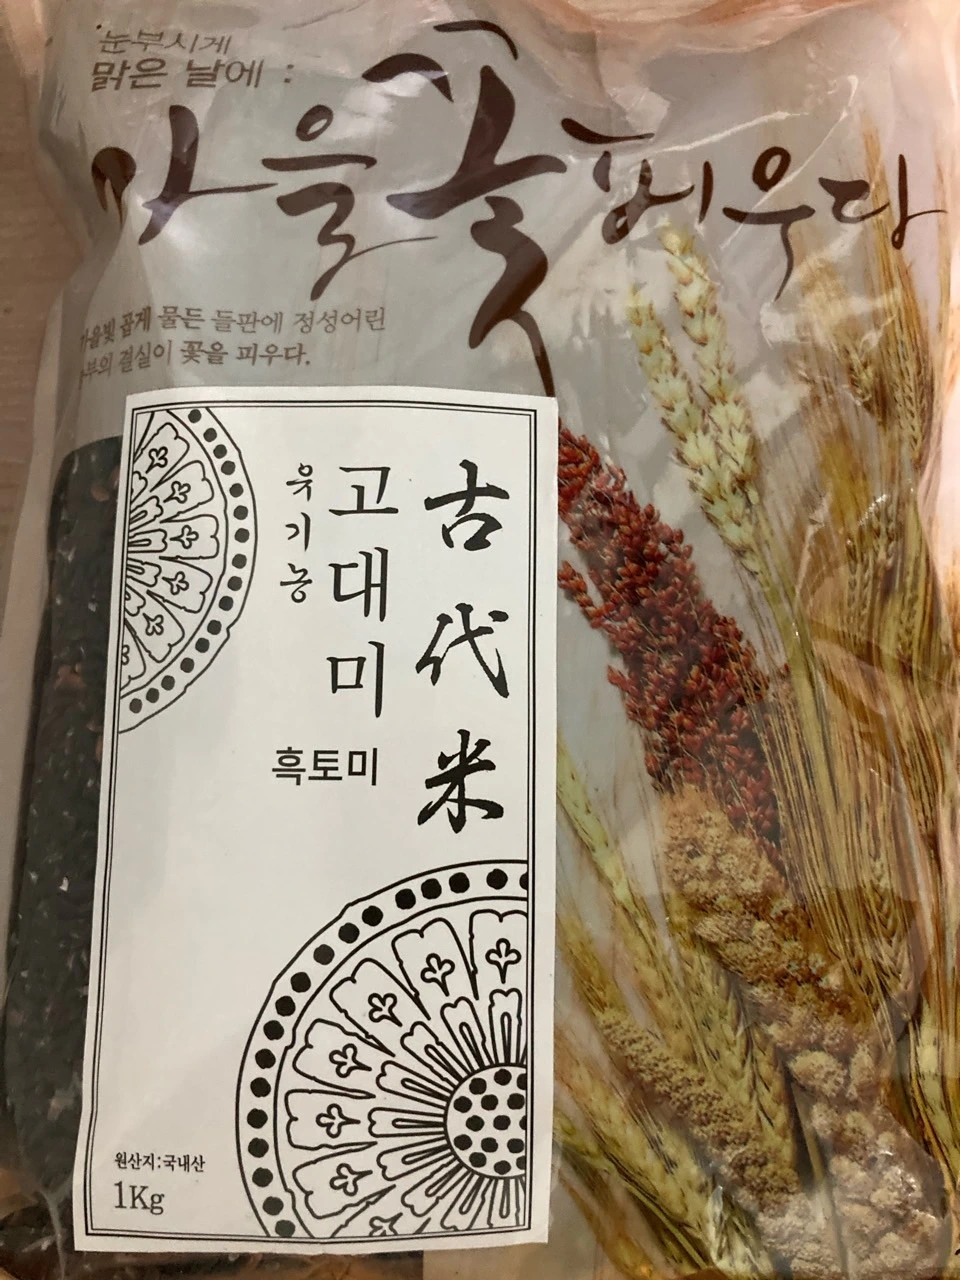 눈부시게
맑은 날에 :
마을꽃피우다
가을빛 곱게 물든 들판에 정성어린
농부의 결실이 꽃을 피우다.
古代米
고대미
유기농
흑토미
원산지:국내산
1Kg